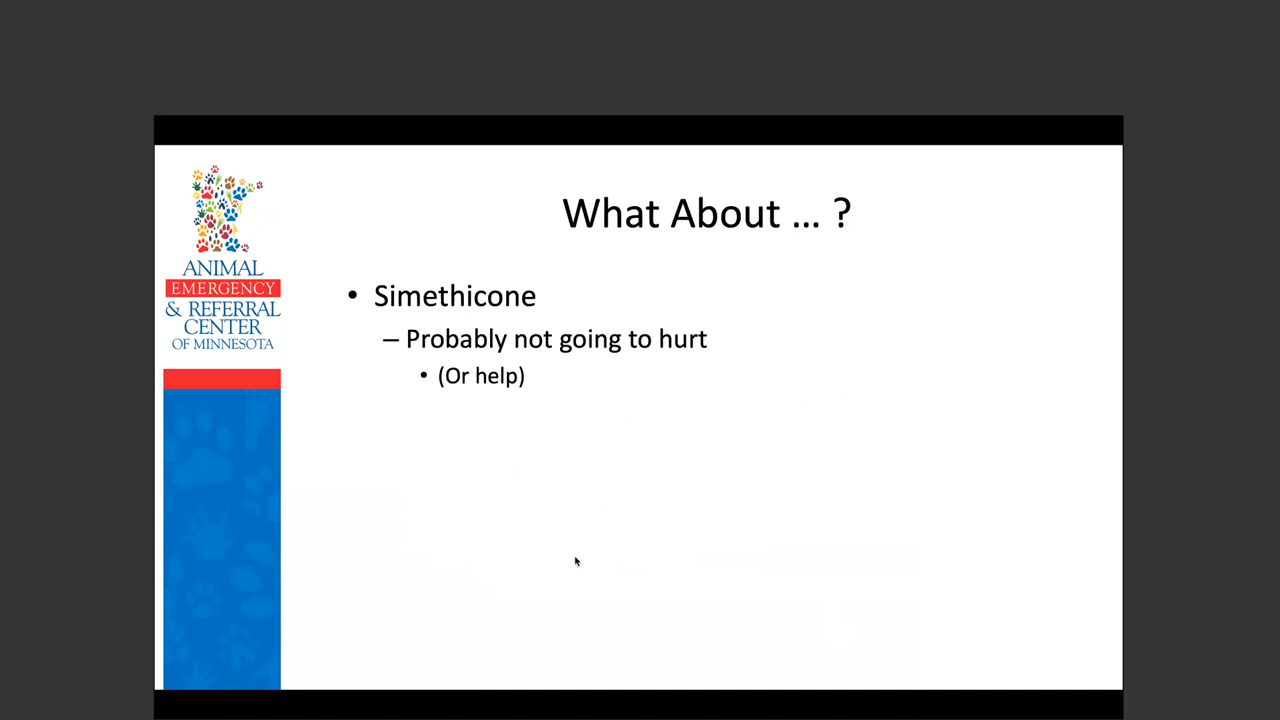 ANIMAL
EMERGENCY
& REFERRAL
CENTER
OF MINNESOTA
What About ... ?
• Simethicone
– Probably not going to hurt
• (Or help)